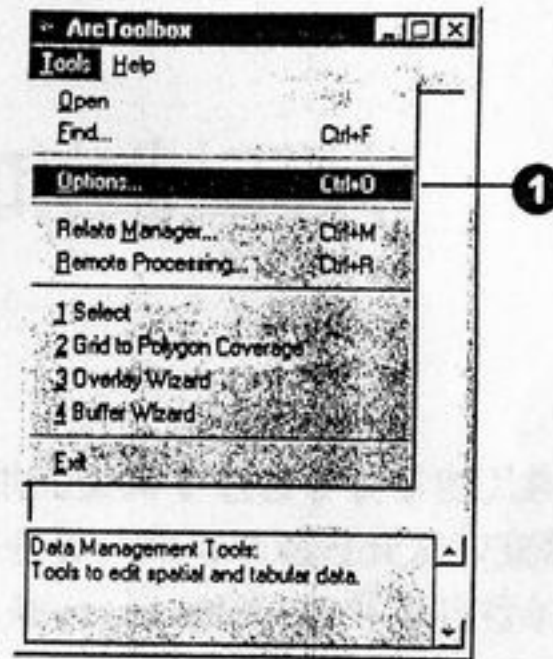 ArcToolbox
Tools Help
Open
Find... Ctrl+F
Options... Ctrl+O
1
Relate Manager... Ctrl+M
Remote Processing... Ctrl+R
1 Select
2 Grid to Polygon Coverage
3 Overlay Wizard
4 Buffer Wizard
Exit
Data Management Tools:
Tools to edit spatial and tabular data.